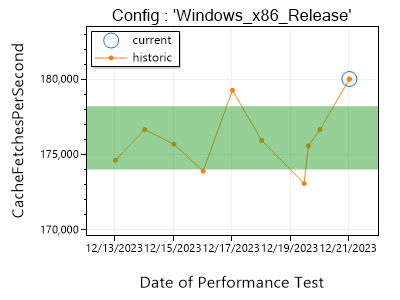 Config : 'Windows_x86_Release'
current
historic
CacheFetchesPerSecond
180,000
175,000
170,000
12/13/2023
12/15/2023
12/17/2023
12/19/2023
12/21/2023
Date of Performance Test